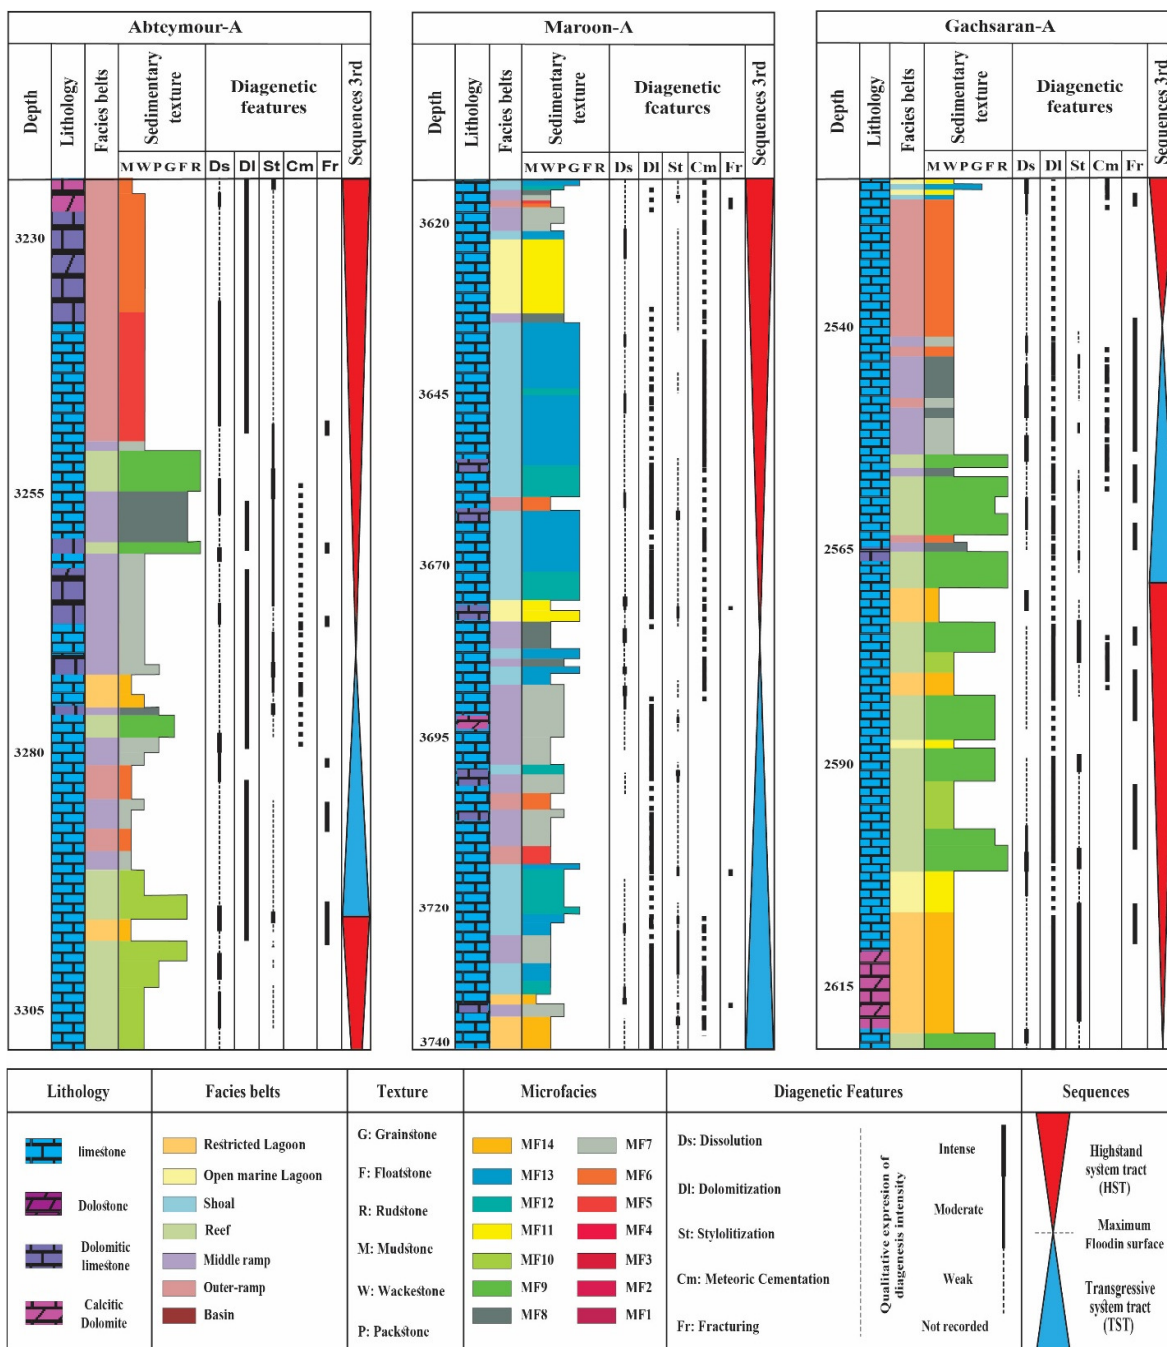 Abteymour-A
Depth
Lithology
Facies belts
Sedimentary texture
Diagenetic features
Sequences 3rd
M W P G F R
Ds
Dl
St
Cm
Fr
3230
3255
3280
3305
Maroon-A
Depth
Lithology
Facies belts
Sedimentary texture
Diagenetic features
Sequences 3rd
M W P G F R
Ds
Dl
St
Cm
Fr
3620
3645
3670
3695
3720
3740
Gachsaran-A
Depth
Lithology
Facies belts
Sedimentary texture
Diagenetic features
Sequences 3rd
M W P G F R
Ds
Dl
St
Cm
Fr
2540
2565
2590
2615
Lithology
limestone
Dolostone
Dolomitic
limestone
Calcitic
Dolomite
Facies belts
Restricted Lagoon
Open marine Lagoon
Shoal
Reef
Middle ramp
Outer-ramp
Basin
Texture
G: Grainstone
F: Floatstone
R: Rudstone
M: Mudstone
W: Wackestone
P: Packstone
Microfacies
MF14
MF13
MF12
MF11
MF10
MF9
MF8
MF7
MF6
MF5
MF4
MF3
MF2
MF1
Diagenetic Features
Ds: Dissolution
Dl: Dolomitization
St: Stylolitization
Cm: Meteoric Cementation
Fr: Fracturing
Qualitative expresion of
diagenesis intensity
Intense
Moderate
Weak
Not recorded
Sequences
Highstand
system tract
(HST)
Maximum
Floodin surface
Transgressive
system tract
(TST)